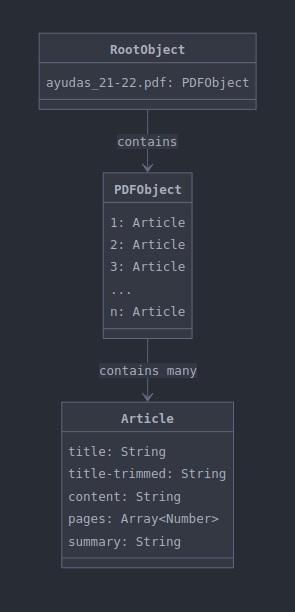 RootObject
ayudas_21-22.pdf: PDFObject
contains
PDFObject
1: Article
2: Article
3: Article
...
n: Article
contains many
Article
title: String
title-trimmed: String
content: String
pages: Array<Number>
summary: String